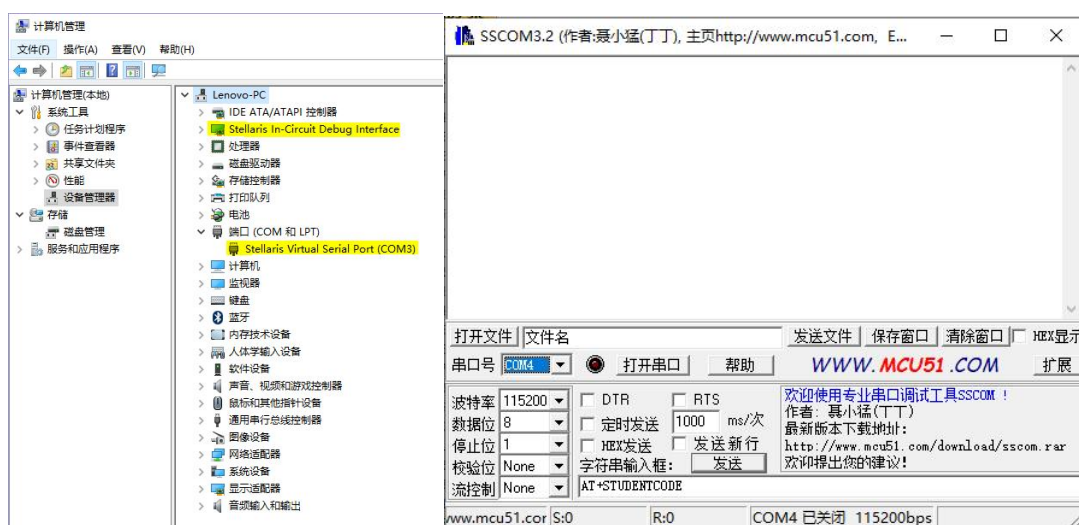 计算机管理
文件(F) 操作(A) 查看(V) 帮助(H)
计算机管理(本地)
系统工具
任务计划程序
事件查看器
共享文件夹
性能
设备管理器
存储
磁盘管理
服务和应用程序
Lenovo-PC
IDE ATA/ATAPI 控制器
Stellaris In-Circuit Debug Interface
处理器
磁盘驱动器
存储控制器
打印队列
电池
端口 (COM 和 LPT)
Stellaris Virtual Serial Port (COM3)
计算机
监视器
键盘
蓝牙
内存技术设备
人体学输入设备
软件设备
声音、视频和游戏控制器
鼠标和其他指针设备
通用串行总线控制器
图像设备
网络适配器
系统设备
显示适配器
音频输入和输出
SSCOM3.2 (作者:聂小猛(丁丁), 主页http://www.mcu51.com, E...
打开文件 文件名 发送文件 保存窗口 清除窗口 HEX显示
串口号 COM4 打开串口 帮助 WWW.MCU51.COM 扩展
波特率 115200 DTR RTS
数据位 8 定时发送 1000 ms/次
停止位 1 HEX发送 发送新行
校验位 None 字符串输入框: 发送
流控制 None AT+STUDENTCODE
欢迎使用专业串口调试工具SSCOM !
作者: 聂小猛(丁丁)
最新版本下载地址:
http://www.mcu51.com/download/sscom.rar
欢迎提出您的建议!
www.mcu51.cor S:0 R:0 COM4 已关闭 115200bps